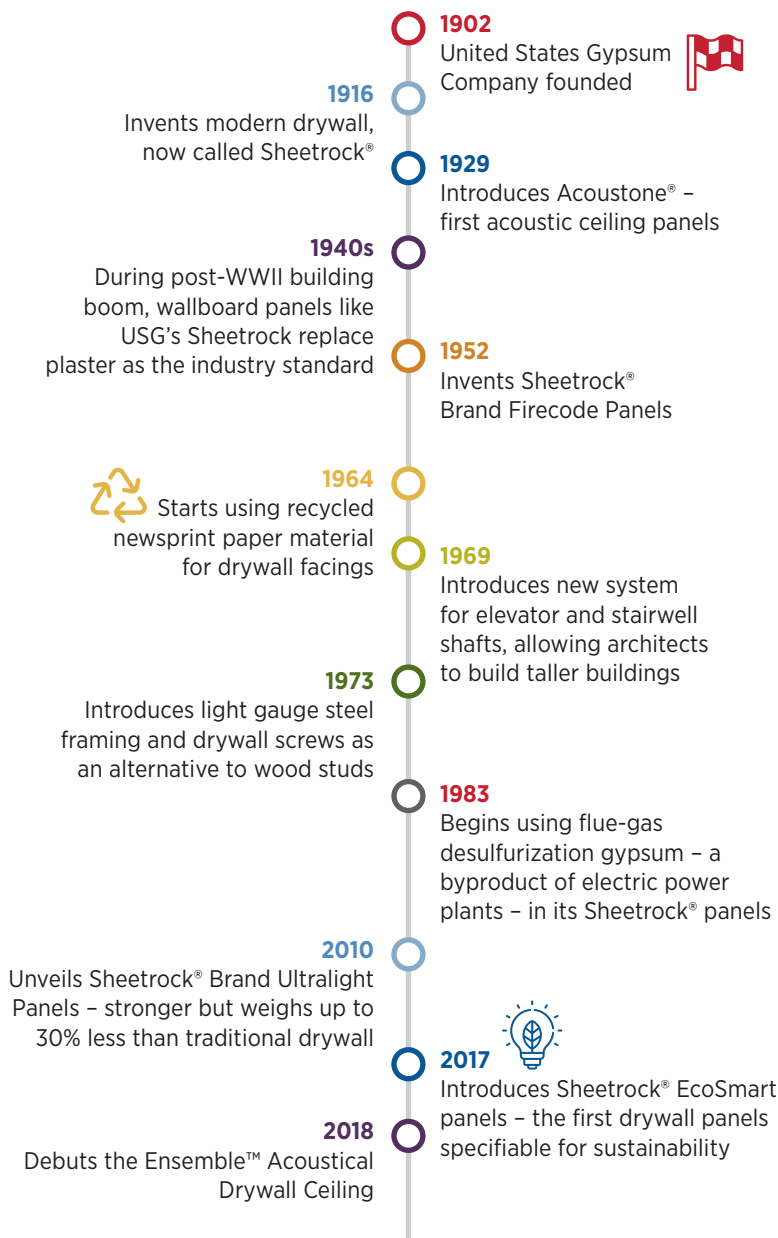 1902
United States Gypsum
Company founded
1916
Invents modern drywall,
now called Sheetrock®
1929
Introduces Acoustone® –
first acoustic ceiling panels
1940s
During post-WWII building
boom, wallboard panels like
USG's Sheetrock replace
plaster as the industry standard
1952
Invents Sheetrock®
Brand Firecode Panels
1964
Starts using recycled
newsprint paper material
for drywall facings
1969
Introduces new system
for elevator and stairwell
shafts, allowing architects
to build taller buildings
1973
Introduces light gauge steel
framing and drywall screws as
an alternative to wood studs
1983
Begins using flue-gas
desulfurization gypsum – a
byproduct of electric power
plants – in its Sheetrock® panels
2010
Unveils Sheetrock® Brand Ultralight
Panels – stronger but weighs up to
30% less than traditional drywall
2017
Introduces Sheetrock® EcoSmart
panels – the first drywall panels
specifiable for sustainability
2018
Debuts the Ensemble™ Acoustical
Drywall Ceiling